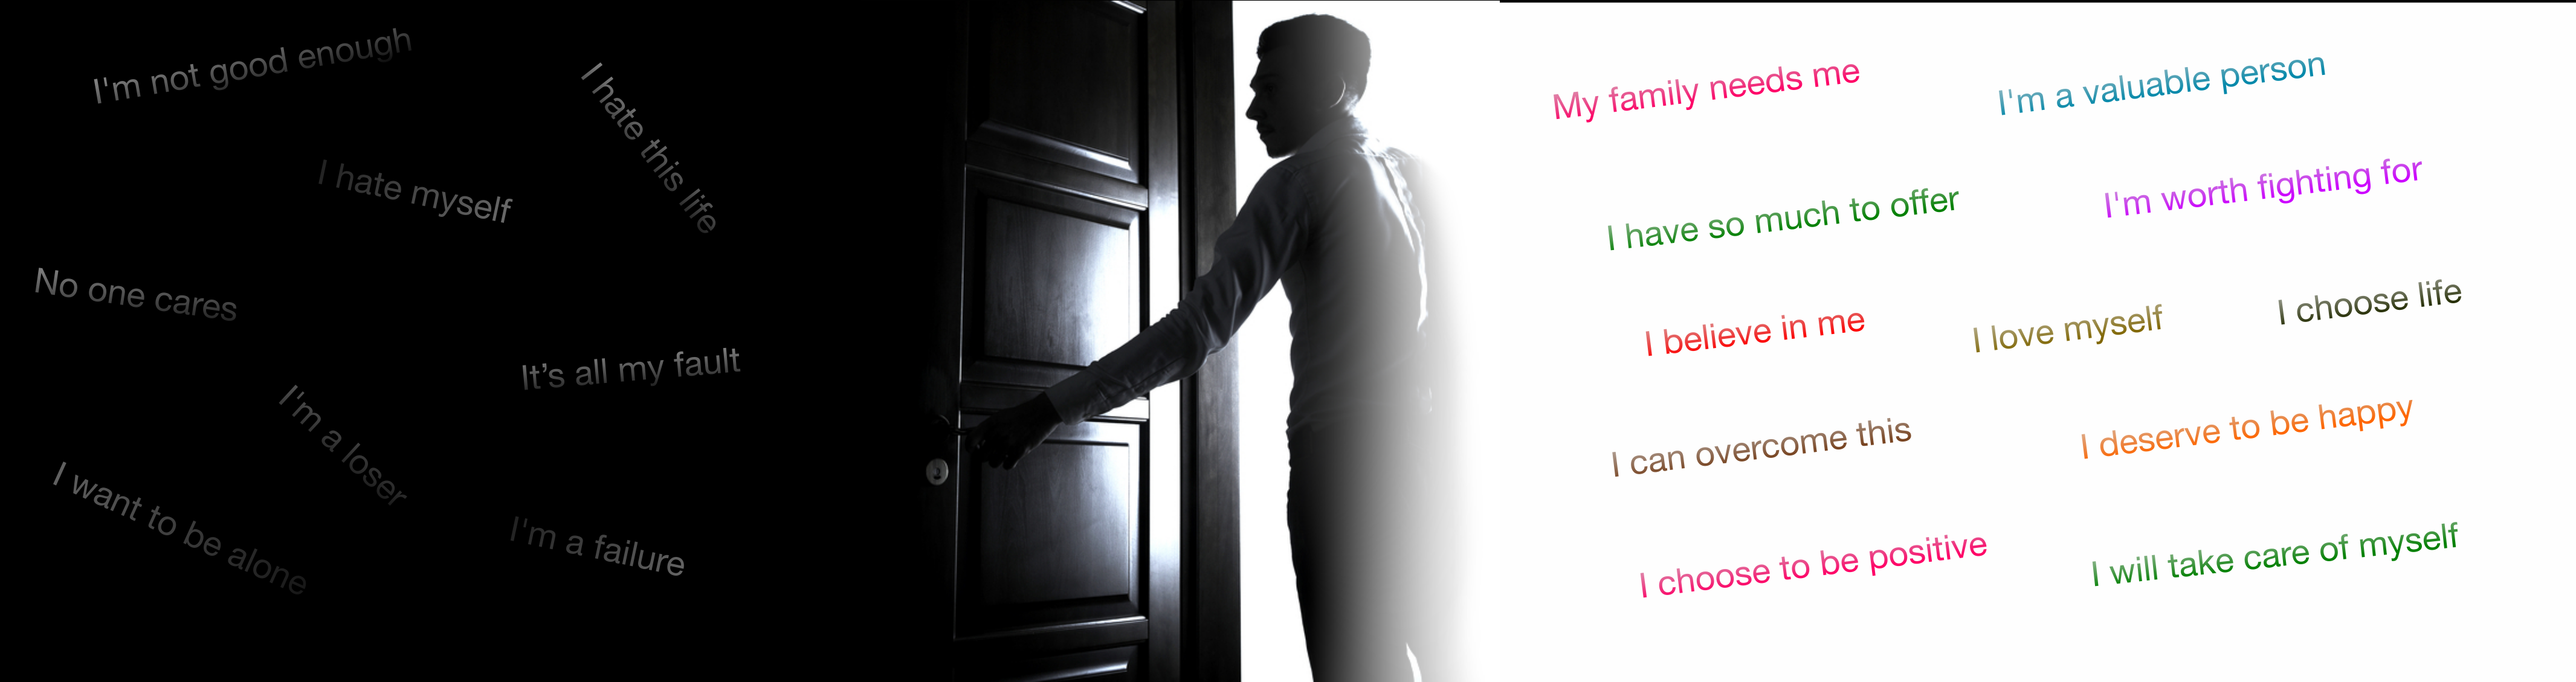 I'm not good enough
I hate this life
I hate myself
No one cares
It’s all my fault
I'm a loser
I want to be alone
I'm a failure
My family needs me
I'm a valuable person
I have so much to offer
I'm worth fighting for
I believe in me
I love myself
I choose life
I can overcome this
I deserve to be happy
I choose to be positive
I will take care of myself